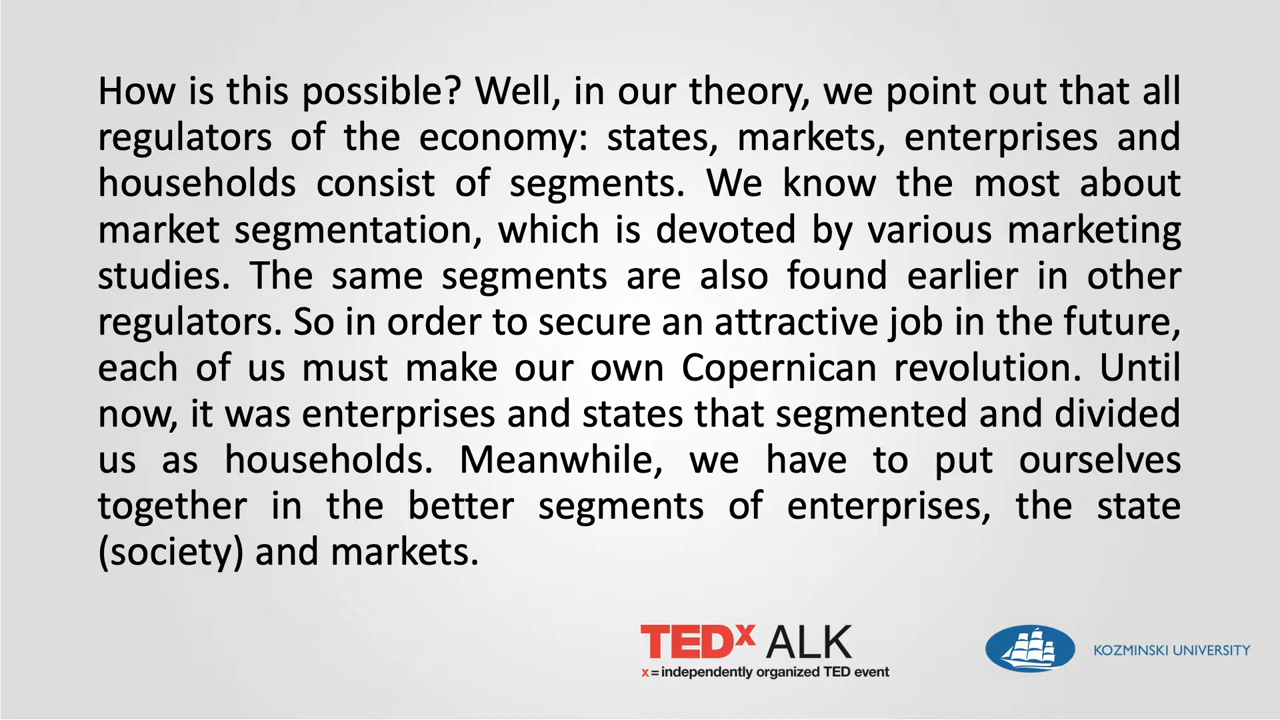 How is this possible? Well, in our theory, we point out that all
regulators of the economy: states, markets, enterprises and
households consist of segments. We know the most about
market segmentation, which is devoted by various marketing
studies. The same segments are also found earlier in other
regulators. So in order to secure an attractive job in the future,
each of us must make our own Copernican revolution. Until
now, it was enterprises and states that segmented and divided
us as households. Meanwhile, we have to put ourselves
together in the better segments of enterprises, the state
(society) and markets.
TEDx ALK
x = independently organized TED event
KOZMINSKI UNIVERSITY